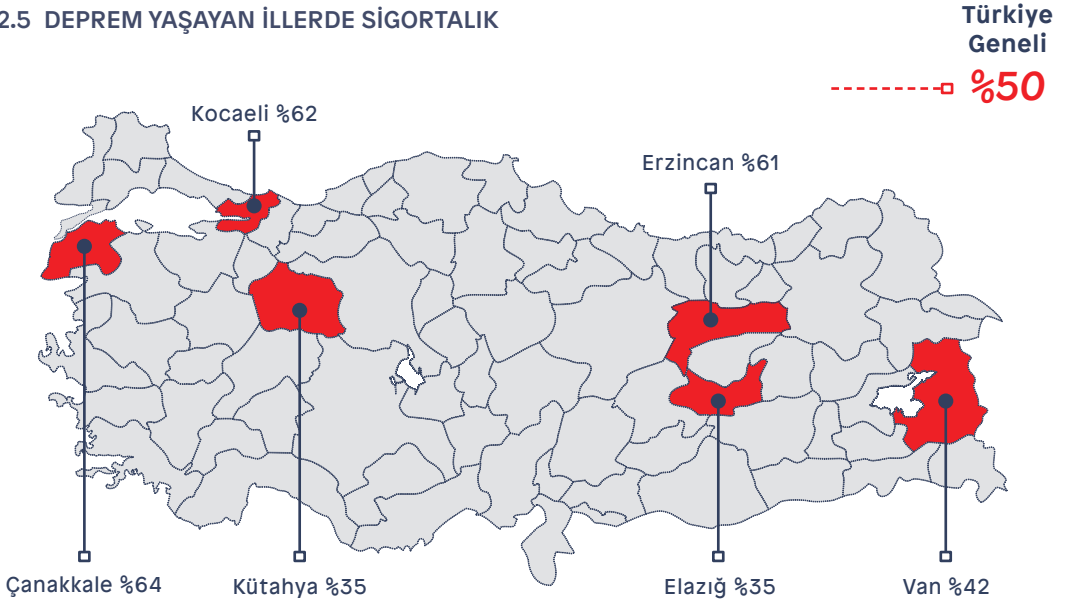 2.5 DEPREM YAŞAYAN İLLERDE SİGORTALIK
Türkiye
Geneli
%50
Kocaeli %62
Erzincan %61
Çanakkale %64
Kütahya %35
Elazığ %35
Van %42